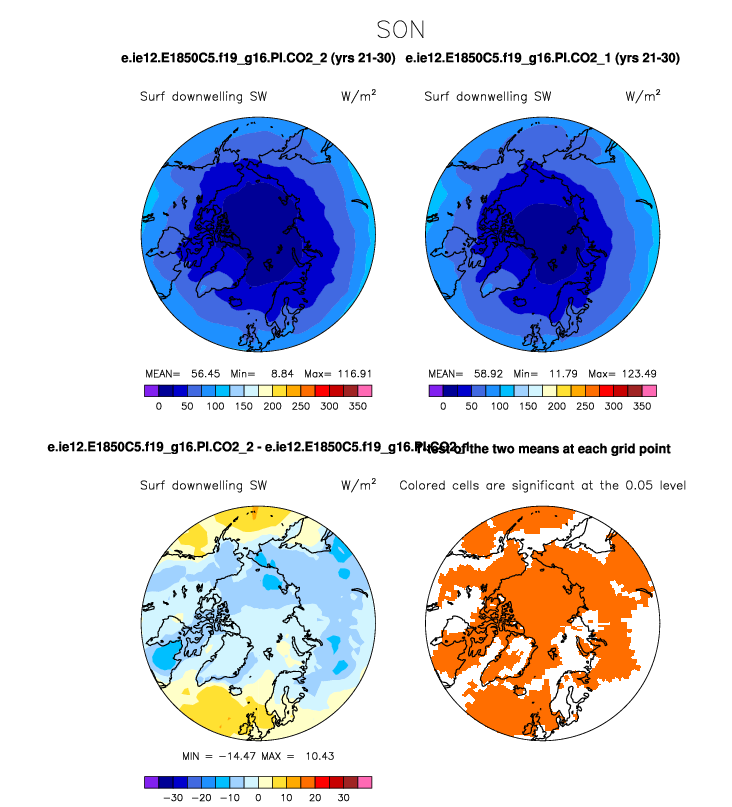 SON
e.ie12.E1850C5.f19_g16.PI.CO2_2 (yrs 21-30) e.ie12.E1850C5.f19_g16.PI.CO2_1 (yrs 21-30)
Surf downwelling SW W/m² Surf downwelling SW W/m²
MEAN= 56.45 Min= 8.84 Max= 116.91 MEAN= 58.92 Min= 11.79 Max= 123.49
0 50 100 150 200 250 300 350 0 50 100 150 200 250 300 350
e.ie12.E1850C5.f19_g16.PI.CO2_2 - e.ie12.E1850C5.f19_g16.PI.CO2_1 T-test of the two means at each grid point
Surf downwelling SW W/m² Colored cells are significant at the 0.05 level
MIN = −14.47 MAX = 10.43
−30 −20 −10 0 10 20 30